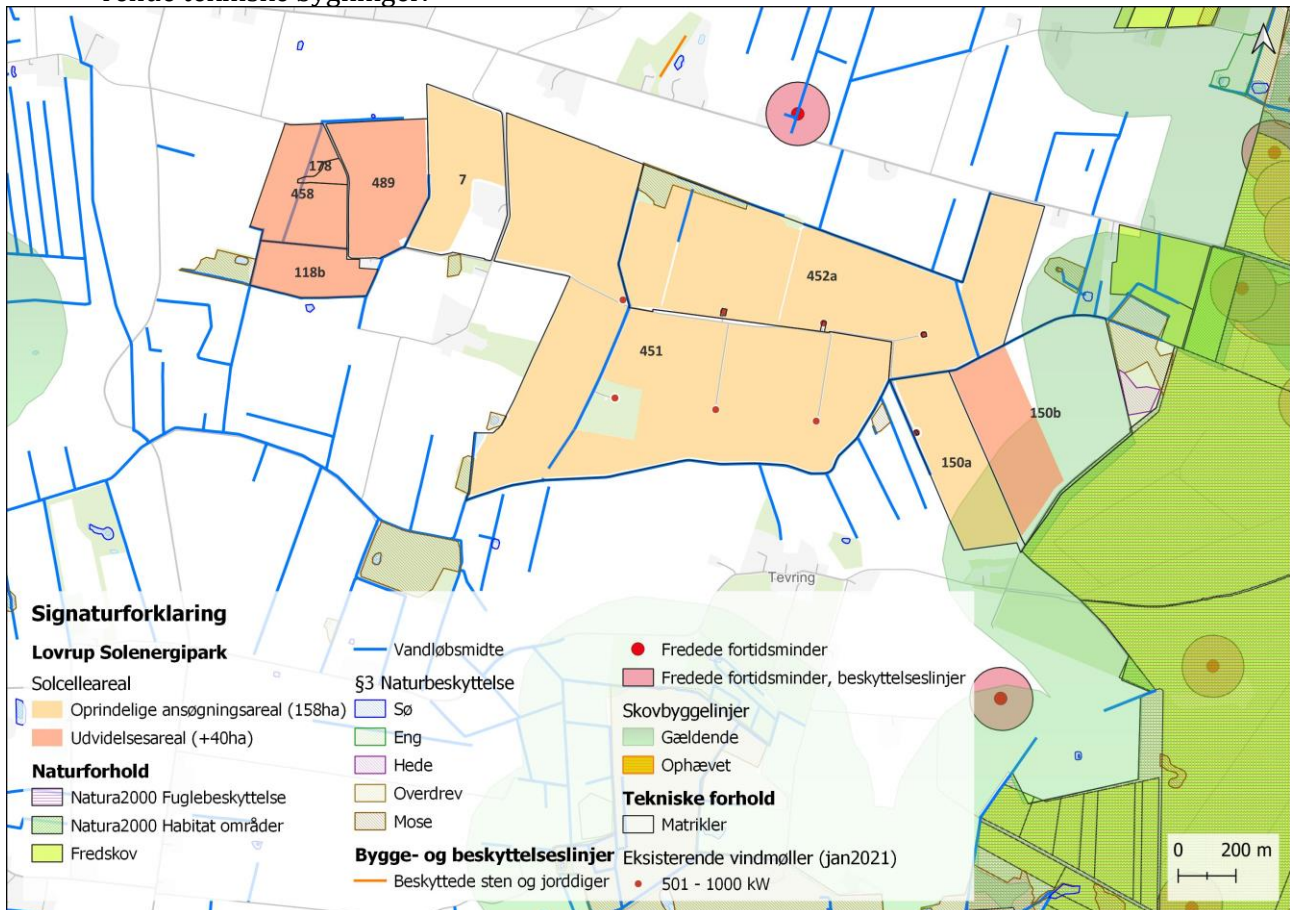 rende tekniske bygninger.
178
458
489
7
118b
452a
451
150b
150a
Tevring
Signaturforklaring
Lovrup Solenergipark
Solcelleareal
Oprindelige ansøgningsareal (158ha)
Udvidelsesareal (+40ha)
Naturforhold
Natura2000 Fuglebeskyttelse
Natura2000 Habitat områder
Fredskov
Vandløbsmidte
§3 Naturbeskyttelse
Sø
Eng
Hede
Overdrev
Mose
Bygge- og beskyttelseslinjer
Beskyttede sten og jorddiger
Fredede fortidsminder
Fredede fortidsminder, beskyttelseslinjer
Skovbyggelinjer
Gældende
Ophævet
Tekniske forhold
Matrikler
Eksisterende vindmøller (jan2021)
501 - 1000 kW
0 200 m